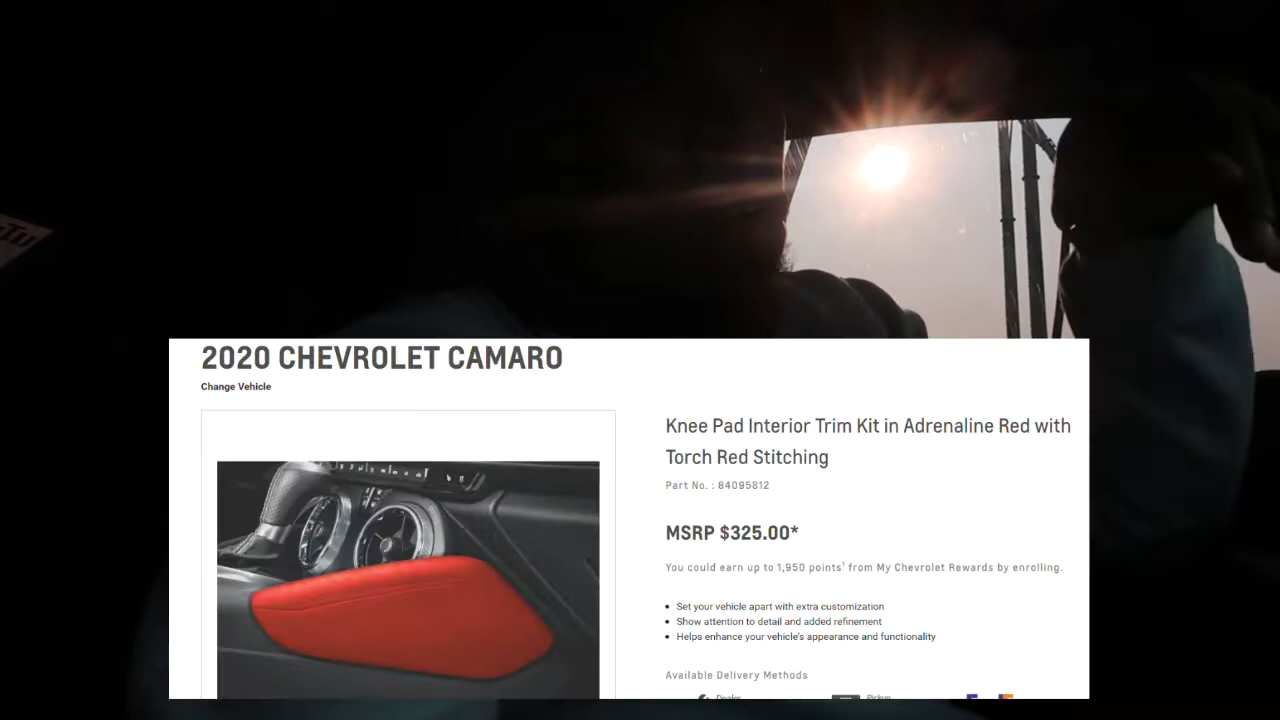 2020 CHEVROLET CAMARO
Change Vehicle
Knee Pad Interior Trim Kit in Adrenaline Red with
Torch Red Stitching
Part No. : 84095812
MSRP $325.00*
You could earn up to 1,950 points¹ from My Chevrolet Rewards by enrolling.
• Set your vehicle apart with extra customization
• Show attention to detail and added refinement
• Helps enhance your vehicle's appearance and functionality
Available Delivery Methods
Dealer
Pickup